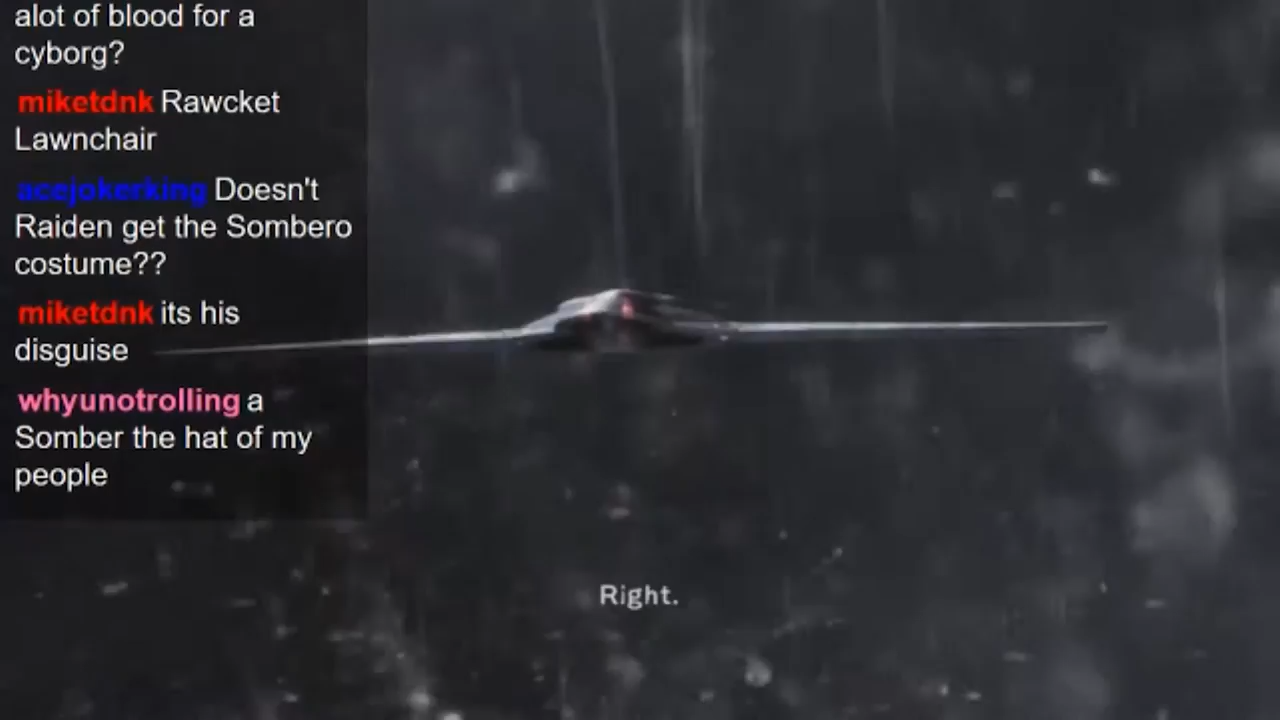 alot of blood for a
cyborg?
miketdnk Rawcket
Lawnchair
acejokerking Doesn't
Raiden get the Sombero
costume??
miketdnk its his
disguise
whyunotrolling a
Somber the hat of my
people
Right.